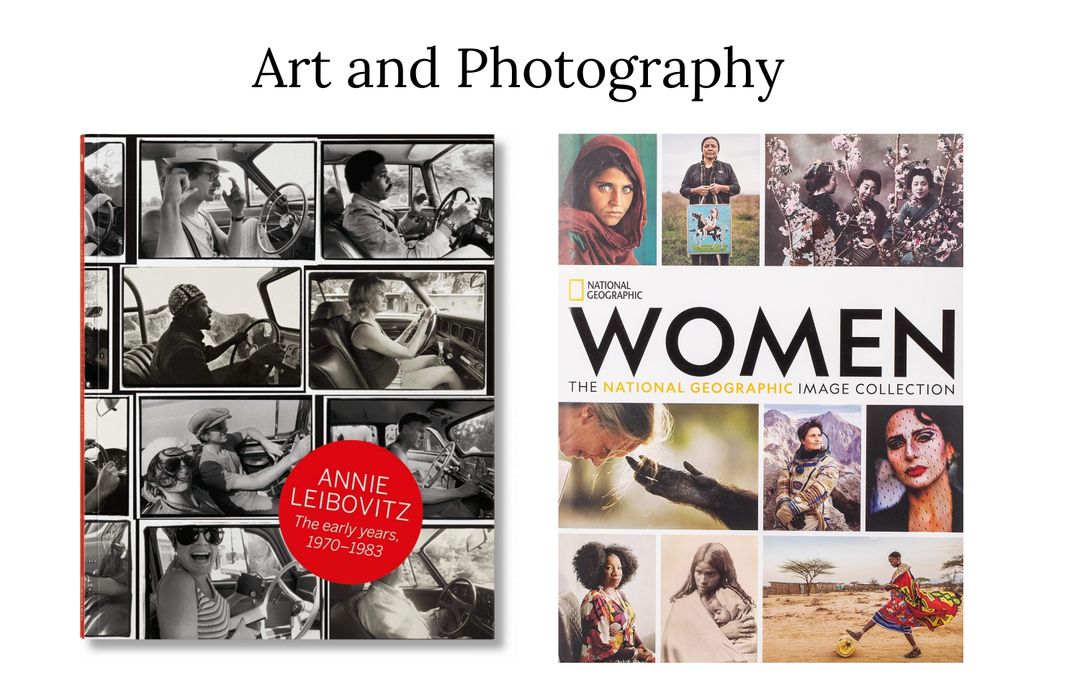 Art and Photography
ANNIE
LEIBOVITZ
The early years,
1970–1983
NATIONAL
GEOGRAPHIC
WOMEN
THE NATIONAL GEOGRAPHIC IMAGE COLLECTION